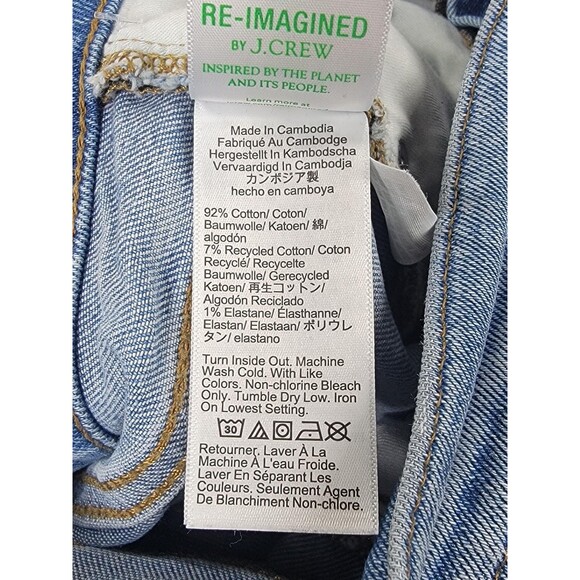 RE-IMAGINED
BY J.CREW
INSPIRED BY THE PLANET
AND ITS PEOPLE.
Learn more at
Made In Cambodia
Fabriqué Au Cambodge
Hergestellt In Kambodscha
Vervaardigd In Cambodja
カンボジア製
hecho en camboya
92% Cotton/ Coton/
Baumwolle/ Katoen/ 綿/
algodón
7% Recycled Cotton/ Coton
Recyclé/ Recycelte
Baumwolle/ Gerecycled
Katoen/ 再生コットン/
Algodón Reciclado
1% Elastane/ Élasthanne/
Elastan/ Elastaan/ ポリウレ
タン/ elastano
Turn Inside Out. Machine
Wash Cold. With Like
Colors. Non-chlorine Bleach
Only. Tumble Dry Low. Iron
On Lowest Setting.
30
Retourner. Laver À La
Machine À L'eau Froide.
Laver En Séparant Les
Couleurs. Seulement Agent
De Blanchiment Non-chlore.